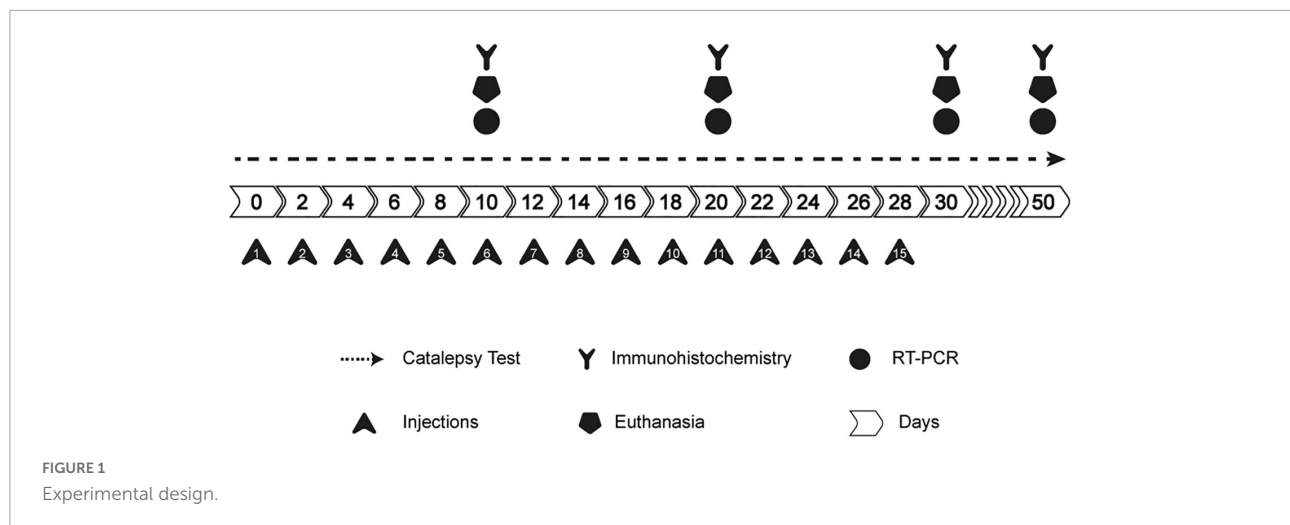 0 2 4 6 8 10 12 14 16 18 20 22 24 26 28 30 50
1 2 3 4 5 6 7 8 9 10 11 12 13 14 15
Catalepsy Test Immunohistochemistry RT-PCR
Injections Euthanasia Days
FIGURE 1
Experimental design.